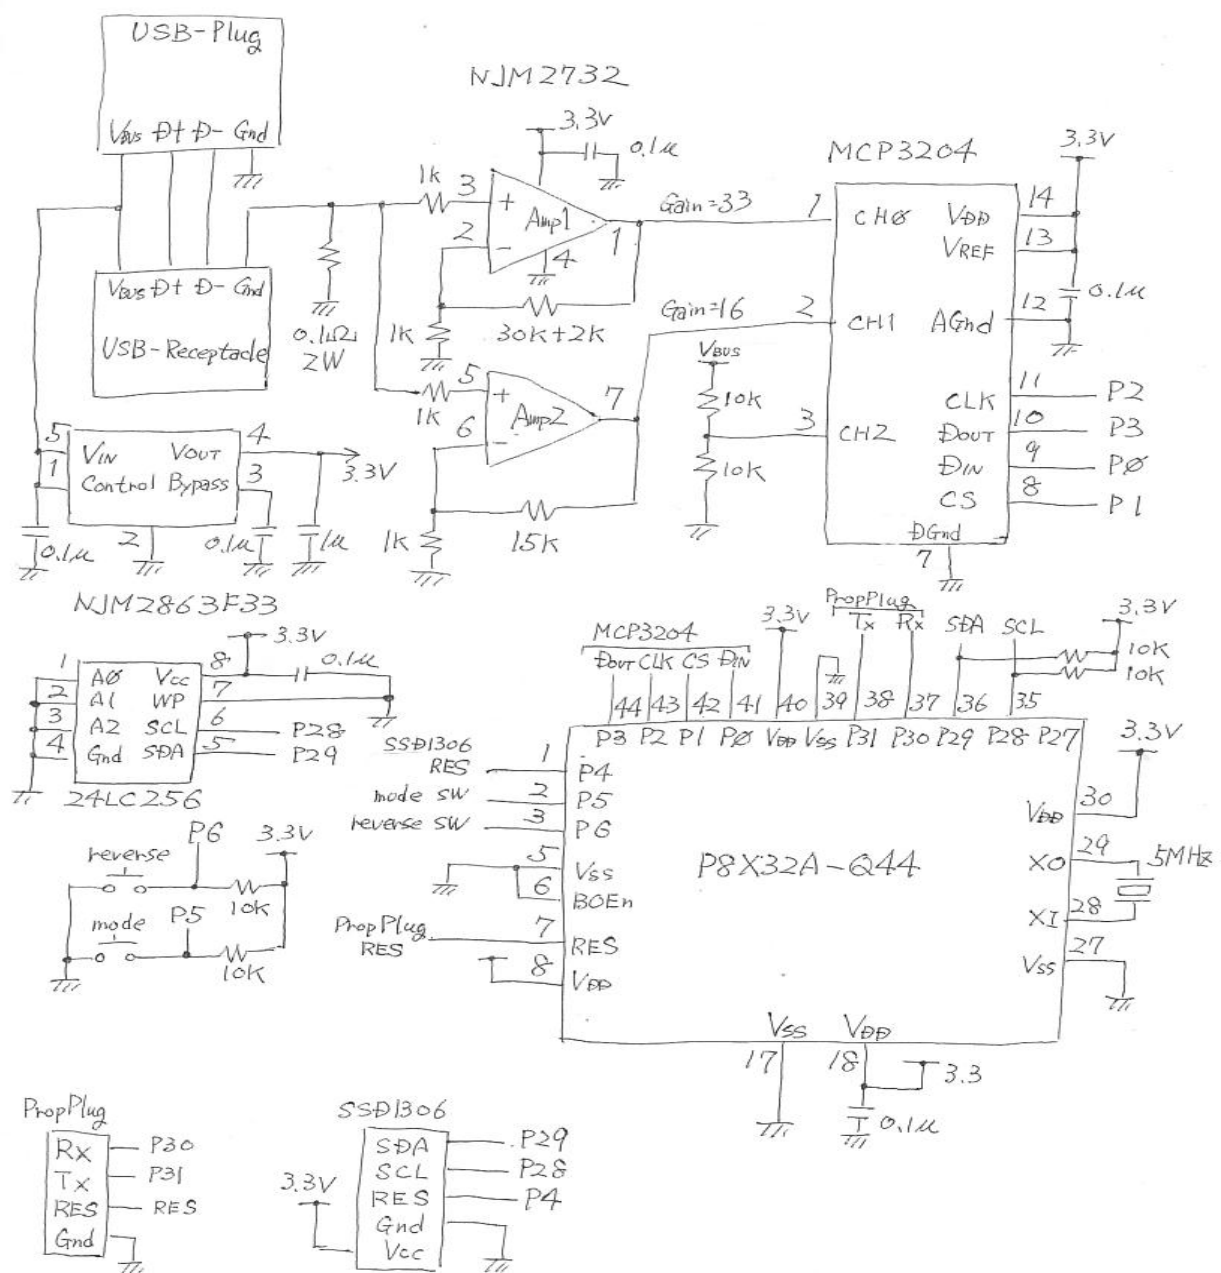 USB-Plug
VBUS D+ D- Gnd
VBUS D+ D- Gnd
USB-Receptacle
0.1Ω
2W
NJM2732
3.3V
0.1μ
1k
3
+
Amp1
2
-
4
1
1k
30K+2K
Gain=33
1k
5
+
Amp2
6
-
7
1K
15K
Gain=16
MCP3204
3.3V
1
CH0
VDD
14
VREF
13
0.1μ
2
CH1
AGnd
12
VBUS
10K
3
CH2
10K
CLK
11
P2
DOUT
10
P3
DIN
9
P0
CS
8
P1
DGnd
7
5
VIN
VOUT
4
3.3V
1
Control
Bypass
3
2
0.1μ
0.1μ
1μ
NJM2863F33
3.3V
0.1μ
1
A0
Vcc
8
2
A1
WP
7
3
A2
SCL
6
P28
4
Gnd
SDA
5
P29
24LC256
P6
3.3V
reverse
10K
mode
P5
10K
MCP3204
DOUT CLK CS DIN
3.3V
PropPlug
Tx Rx
SDA SCL
3.3V
10K
10K
44 43 42 41 40 39 38 37 36 35
P3 P2 P1 P0 VDD VSS P31 P30 P29 P28 P27
SSD1306
RES
1
P4
mode SW
2
P5
reverse SW
3
P6
5
VSS
6
BOEn
PropPlug
RES
7
RES
8
VDD
P8X32A-Q44
3.3V
VDD
30
XO
29
5MHz
XI
28
VSS
27
VSS
VDD
17
18
3.3
0.1μ
PropPlug
Rx
P30
Tx
P31
RES
RES
Gnd
SSD1306
SDA
P29
SCL
P28
RES
P4
Gnd
Vcc
3.3V